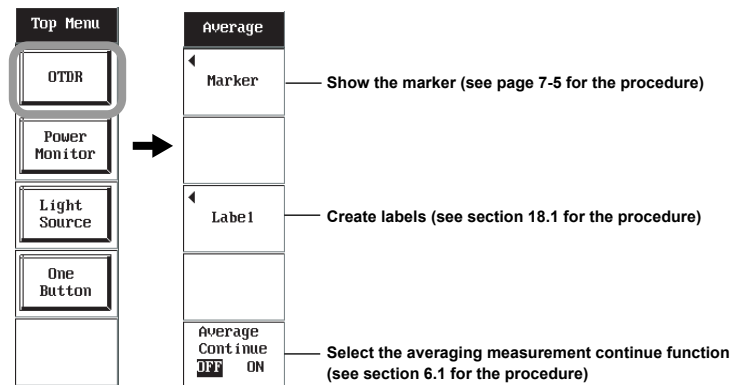 Top Menu
OTDR
Power
Monitor
Light
Source
One
Button
Average
Marker
Label
Average
Continue
OFF ON
Show the marker (see page 7-5 for the procedure)
Create labels (see section 18.1 for the procedure)
Select the averaging measurement continue function
(see section 6.1 for the procedure)